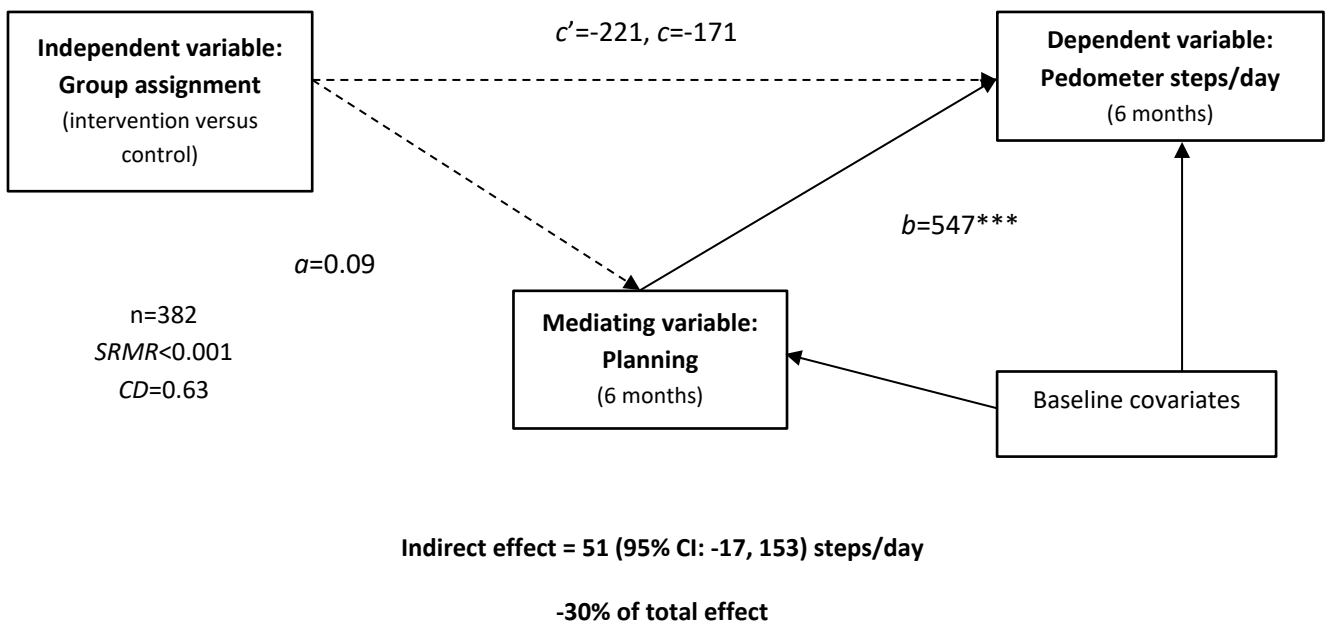 Independent variable:
Group assignment
(intervention versus
control)
c’=-221, c=-171
Dependent variable:
Pedometer steps/day
(6 months)
b=547***
a=0.09
n=382
SRMR<0.001
CD=0.63
Mediating variable:
Planning
(6 months)
Baseline covariates
Indirect effect = 51 (95% CI: -17, 153) steps/day
-30% of total effect